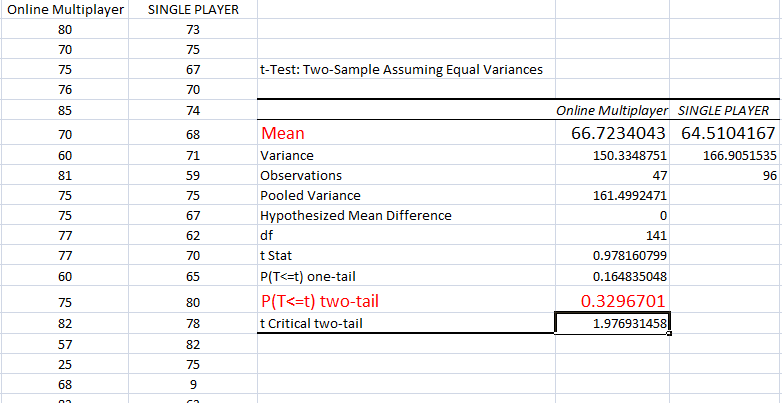 Online Multiplayer SINGLE PLAYER
80 73
70 75
75 67 t-Test: Two-Sample Assuming Equal Variances
76 70
85 74 Online Multiplayer SINGLE PLAYER
70 68 Mean 66.7234043 64.5104167
60 71 Variance 150.3348751 166.9051535
81 59 Observations 47 96
75 75 Pooled Variance 161.4992471
75 67 Hypothesized Mean Difference 0
77 62 df 141
77 70 t Stat 0.978160799
60 65 P(T<=t) one-tail 0.164835048
75 80 P(T<=t) two-tail 0.3296701
82 78 t Critical two-tail 1.976931458
57 82
25 75
68 9